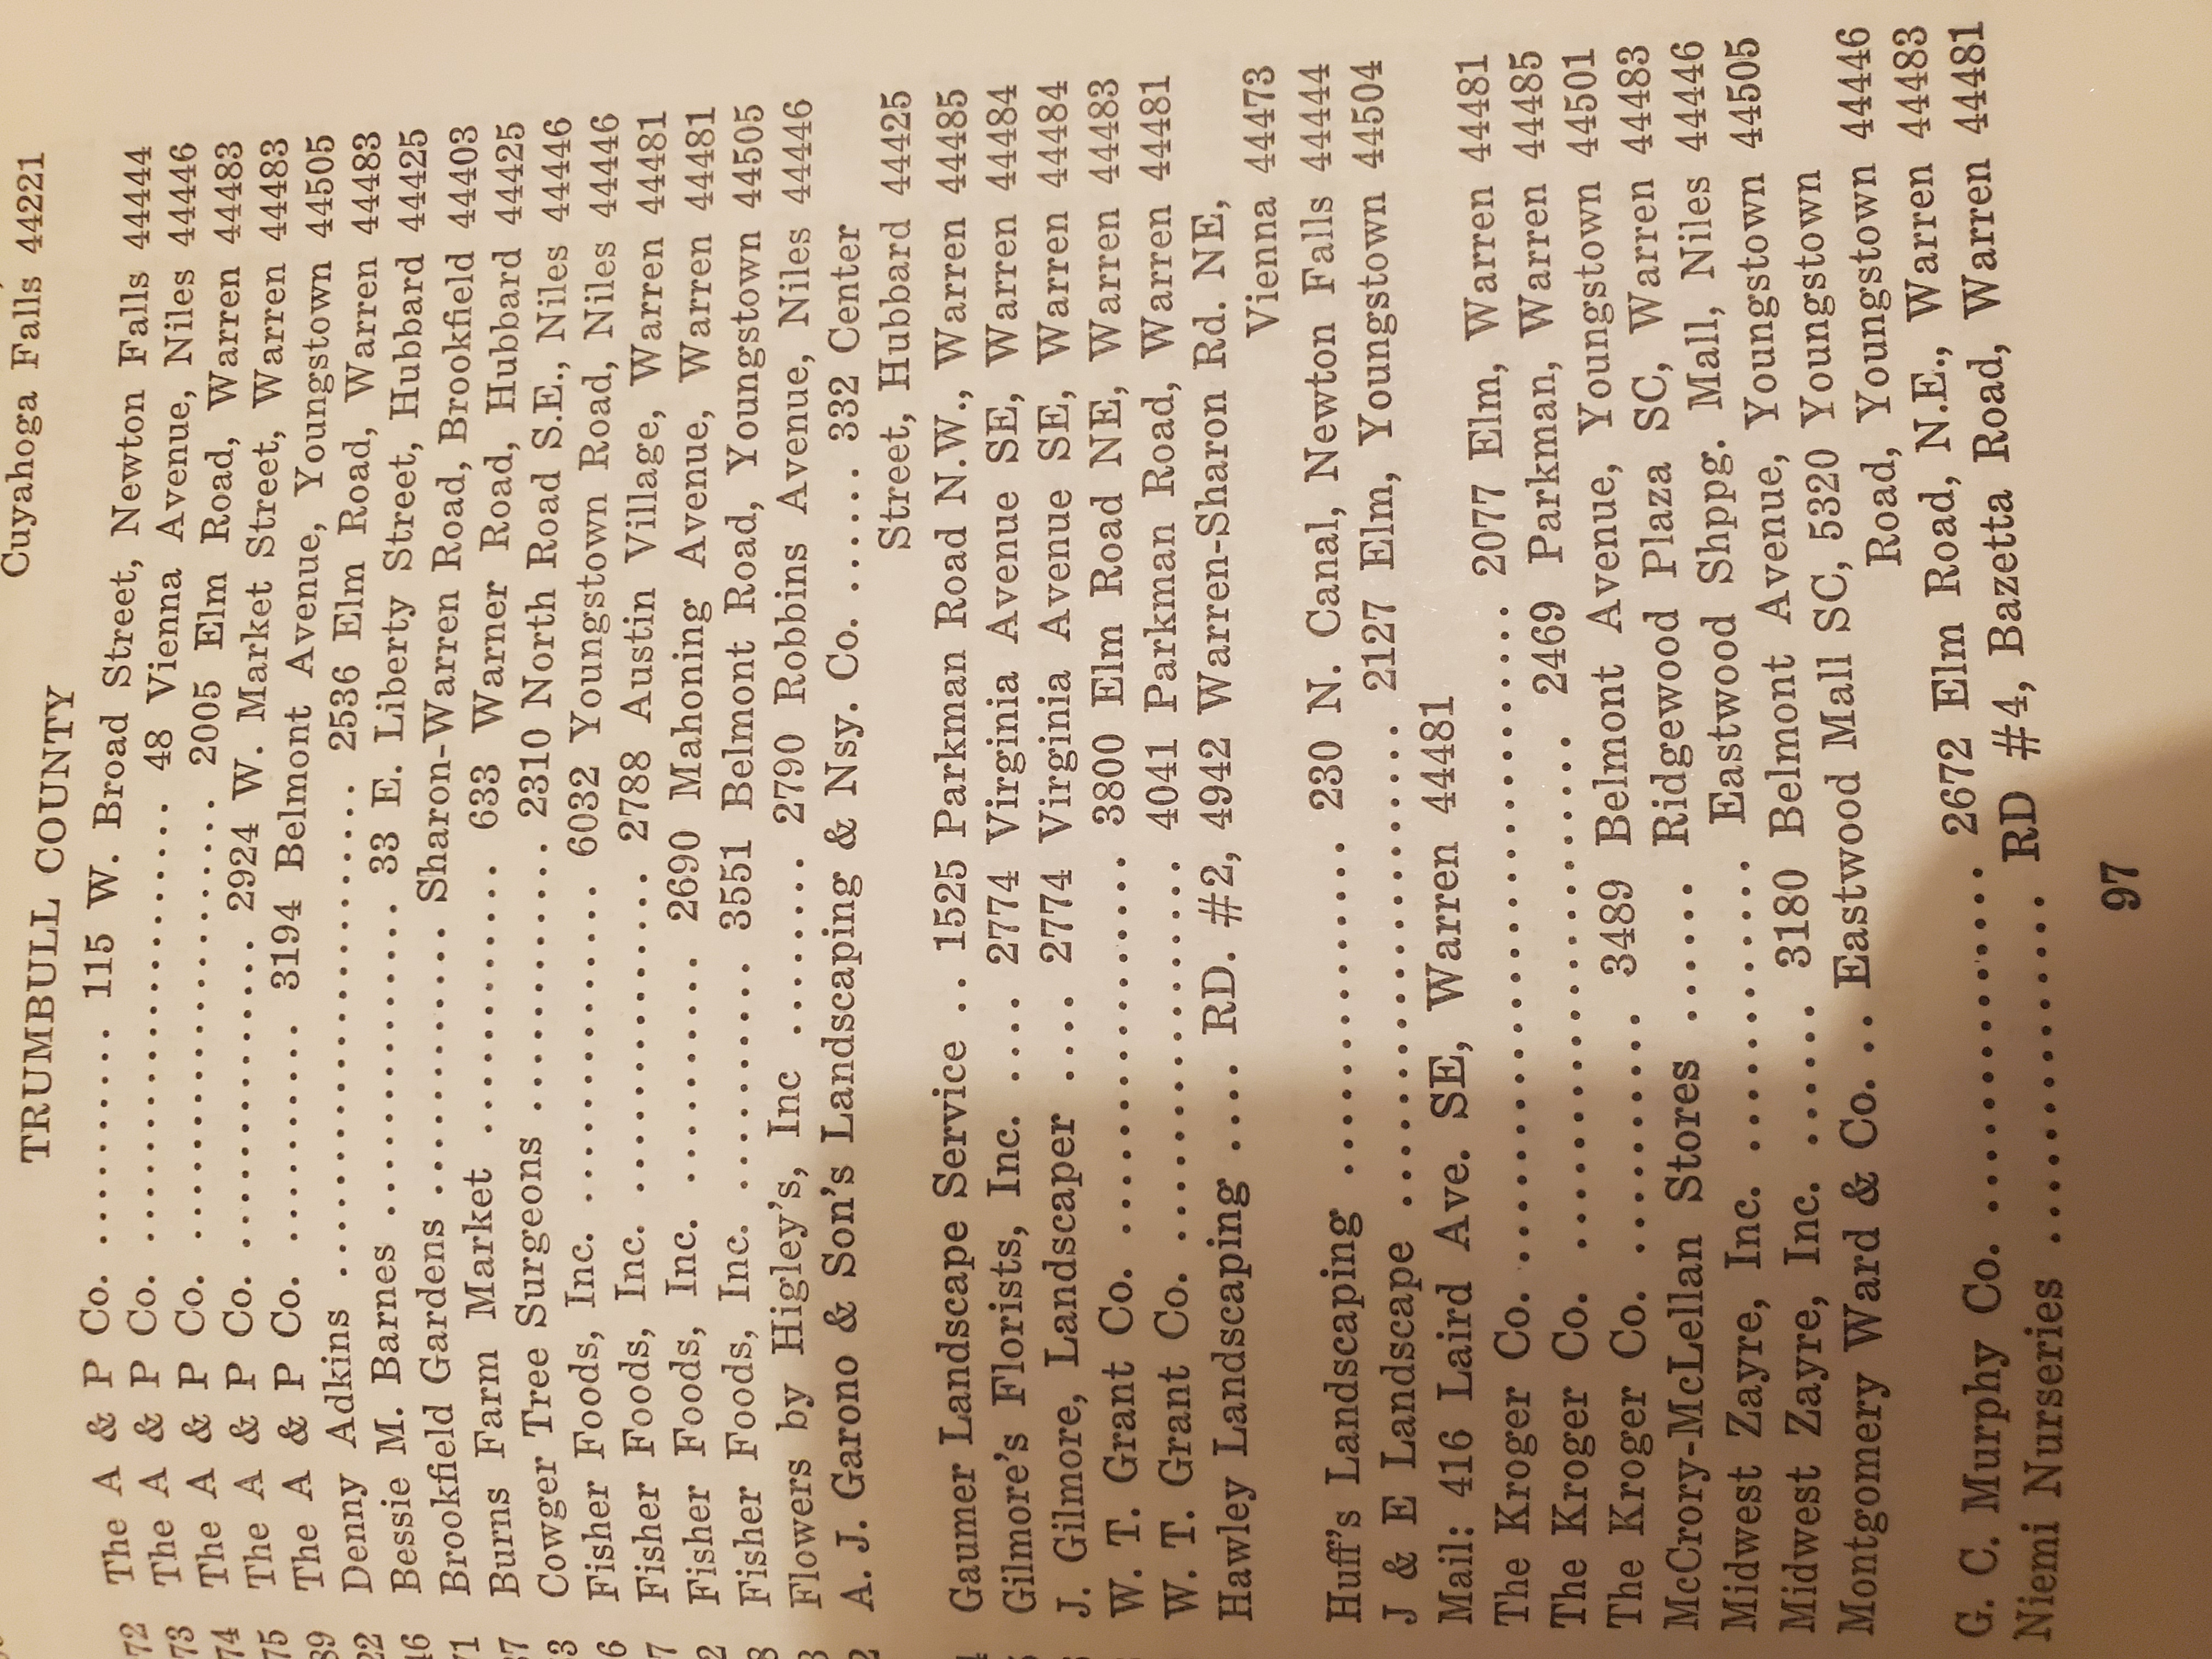 Cuyahoga Falls 44221
TRUMBULL COUNTY
72 The A & P Co. .......... 115 W. Broad Street, Newton Falls 44444
73 The A & P Co. .................... 48 Vienna Avenue, Niles 44446
74 The A & P Co. .................... 2005 Elm Road, Warren 44483
75 The A & P Co. ............. 2924 W. Market Street, Warren 44483
The A & P Co. .......... 3194 Belmont Avenue, Youngstown 44505
Denny Adkins ...................... 2536 Elm Road, Warren 44483
Bessie M. Barnes .............. 33 E. Liberty Street, Hubbard 44425
Brookfield Gardens ............ Sharon-Warren Road, Brookfield 44403
Burns Farm Market ............ 633 Warner Road, Hubbard 44425
Cowger Tree Surgeons ............ 2310 North Road S.E., Niles 44446
Fisher Foods, Inc. .............. 6032 Youngstown Road, Niles 44446
Fisher Foods, Inc. .............. 2788 Austin Village, Warren 44481
Fisher Foods, Inc. ........... 2690 Mahoning Avenue, Warren 44481
Fisher Foods, Inc. .......... 3551 Belmont Road, Youngstown 44505
Flowers by Higley's, Inc ......... 2790 Robbins Avenue, Niles 44446
A. J. Garono & Son's Landscaping & Nsy. Co. ...... 332 Center
Street, Hubbard 44425
Gaumer Landscape Service .. 1525 Parkman Road N.W., Warren 44485
Gilmore's Florists, Inc. .... 2774 Virginia Avenue SE, Warren 44484
J. Gilmore, Landscaper .... 2774 Virginia Avenue SE, Warren 44484
W. T. Grant Co. .................. 3800 Elm Road NE, Warren 44483
W. T. Grant Co. .................. 4041 Parkman Road, Warren 44481
Hawley Landscaping .... RD. #2, 4942 Warren-Sharon Rd. NE,
Vienna 44473
Huff's Landscaping ................ 230 N. Canal, Newton Falls 44444
J & E Landscape ...................... 2127 Elm, Youngstown 44504
Mail: 416 Laird Ave. SE, Warren 44481
The Kroger Co. ............................... 2077 Elm, Warren 44481
The Kroger Co. ........................ 2469 Parkman, Warren 44485
The Kroger Co. ........... 3489 Belmont Avenue, Youngstown 44501
McCrory-McLellan Stores ...... Ridgewood Plaza SC, Warren 44483
Midwest Zayre, Inc. ............. Eastwood Shppg. Mall, Niles 44446
Midwest Zayre, Inc. ...... 3180 Belmont Avenue, Youngstown 44505
Montgomery Ward & Co. .. Eastwood Mall SC, 5320 Youngstown
Road, Youngstown 44446
G. C. Murphy Co. ................ 2672 Elm Road, N.E., Warren 44483
Niemi Nurseries ................ RD #4, Bazetta Road, Warren 44481
97